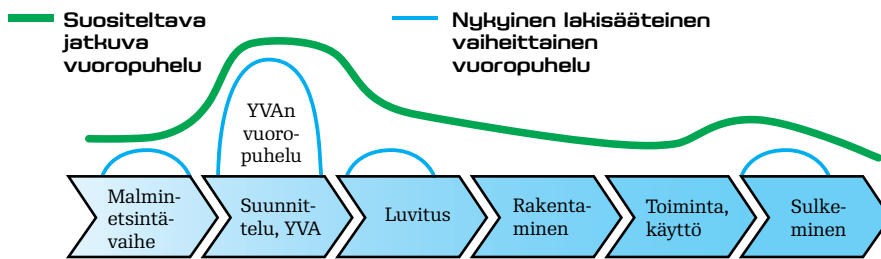 Suositeltava
jatkuva
vuoropuhelu
Nykyinen lakisääteinen
vaiheittainen
vuoropuhelu
YVAn
vuoro-
puhelu
Malmin-
etsintä-
vaihe
Suunnit-
telu, YVA
Luvitus
Rakenta-
minen
Toiminta,
käyttö
Sulke-
minen